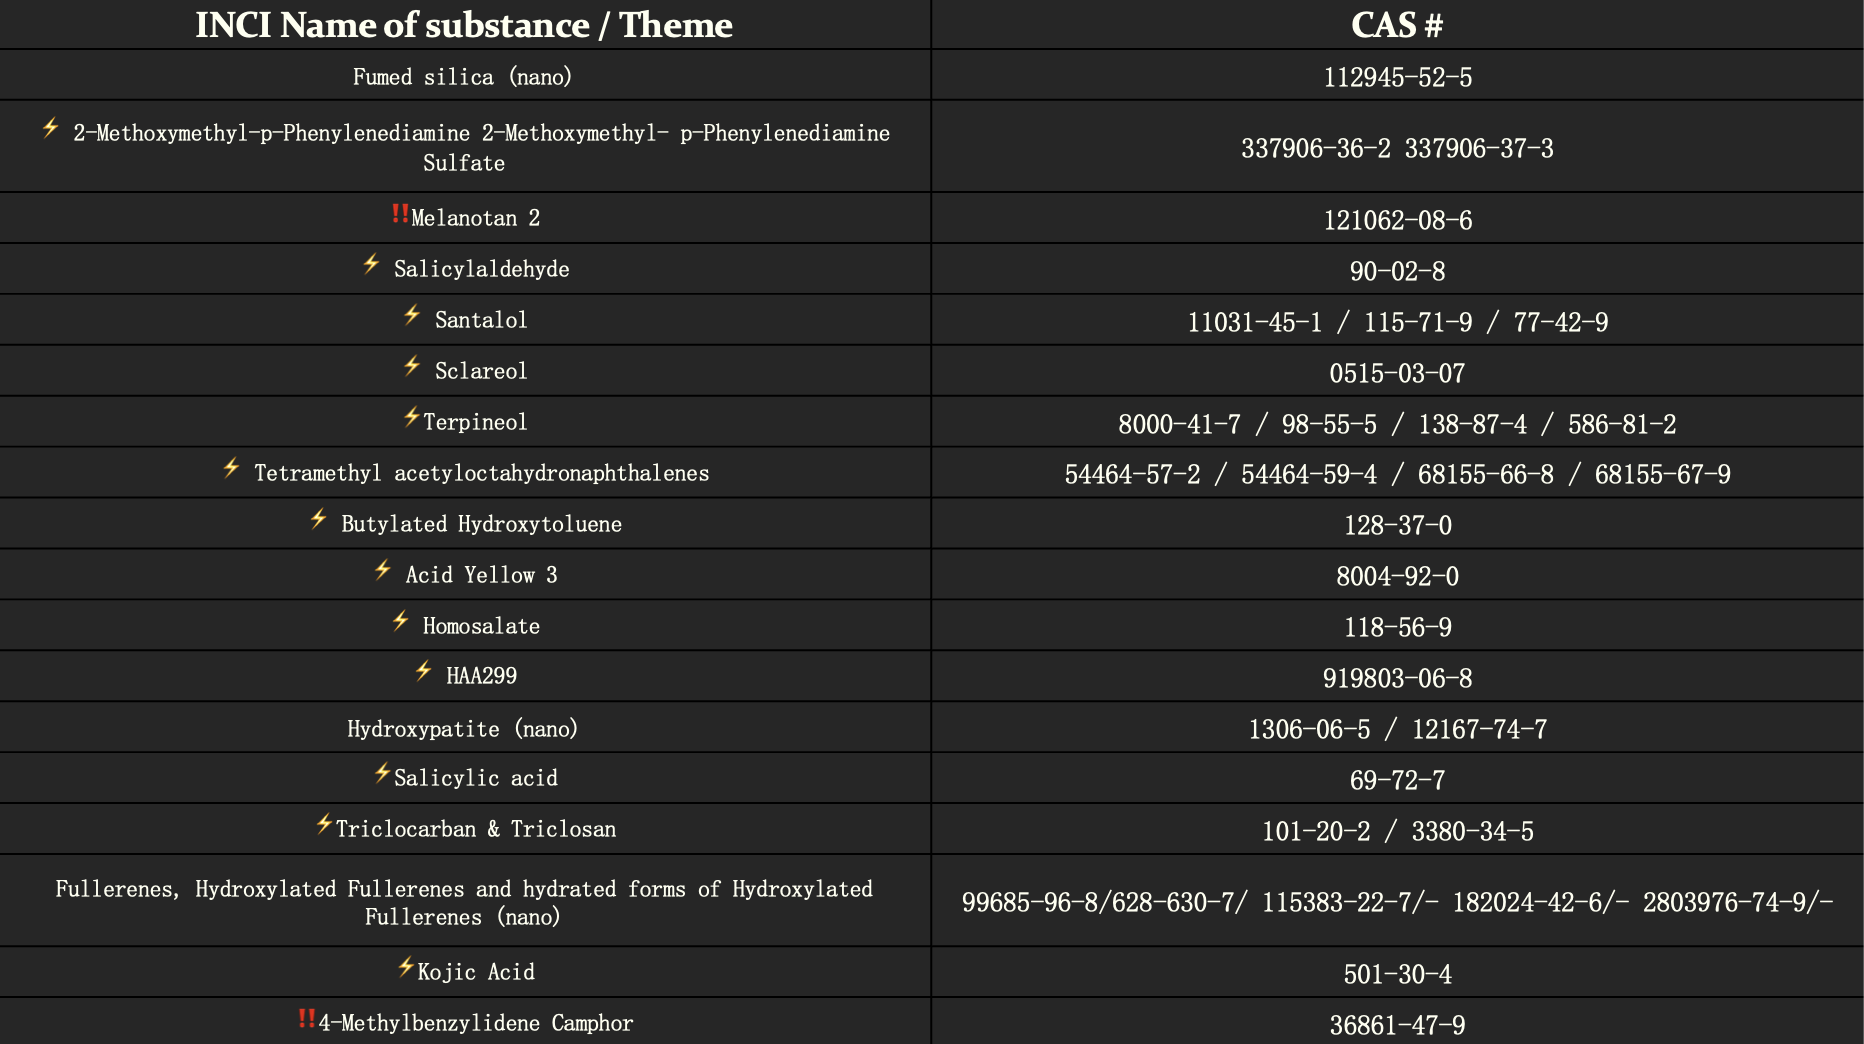 INCI Name of substance / Theme
CAS #
Fumed silica (nano)
112945-52-5
⚡ 2-Methoxymethyl-p-Phenylenediamine 2-Methoxymethyl- p-Phenylenediamine
Sulfate
337906-36-2 337906-37-3
‼Melanotan 2
121062-08-6
⚡ Salicylaldehyde
90-02-8
⚡ Santalol
11031-45-1 / 115-71-9 / 77-42-9
⚡ Sclareol
0515-03-07
⚡Terpineol
8000-41-7 / 98-55-5 / 138-87-4 / 586-81-2
⚡ Tetramethyl acetyloctahydronaphthalenes
54464-57-2 / 54464-59-4 / 68155-66-8 / 68155-67-9
⚡ Butylated Hydroxytoluene
128-37-0
⚡ Acid Yellow 3
8004-92-0
⚡ Homosalate
118-56-9
⚡ HAA299
919803-06-8
Hydroxypatite (nano)
1306-06-5 / 12167-74-7
⚡Salicylic acid
69-72-7
⚡Triclocarban & Triclosan
101-20-2 / 3380-34-5
Fullerenes, Hydroxylated Fullerenes and hydrated forms of Hydroxylated
Fullerenes (nano)
99685-96-8/628-630-7/ 115383-22-7/- 182024-42-6/- 2803976-74-9/-
⚡Kojic Acid
501-30-4
‼4-Methylbenzylidene Camphor
36861-47-9